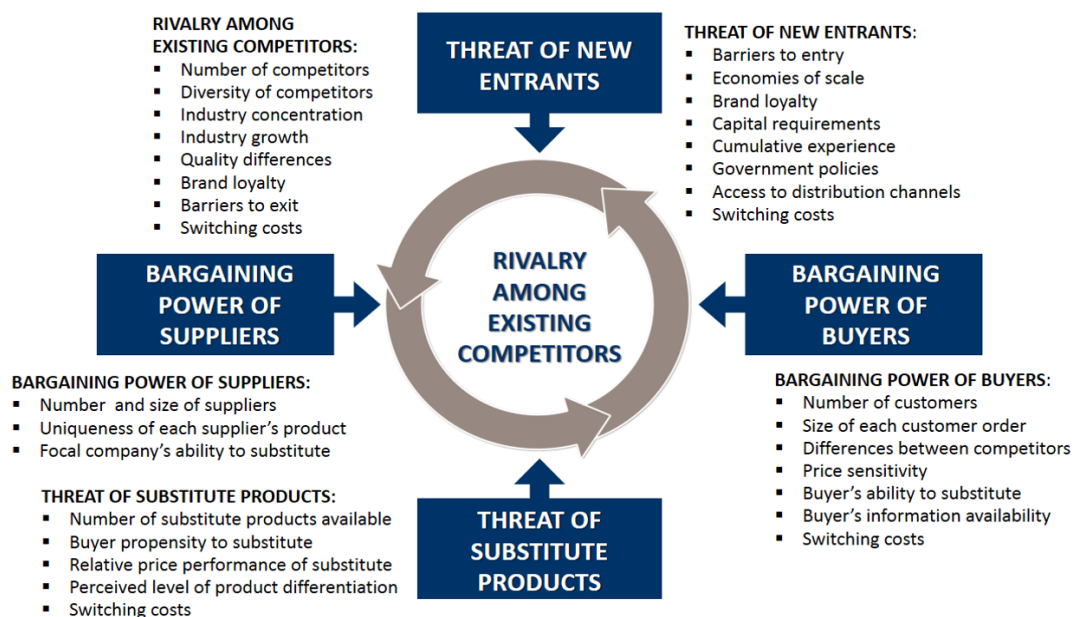 RIVALRY AMONG
EXISTING COMPETITORS:
▪ Number of competitors
▪ Diversity of competitors
▪ Industry concentration
▪ Industry growth
▪ Quality differences
▪ Brand loyalty
▪ Barriers to exit
▪ Switching costs
THREAT OF NEW
ENTRANTS
THREAT OF NEW ENTRANTS:
▪ Barriers to entry
▪ Economies of scale
▪ Brand loyalty
▪ Capital requirements
▪ Cumulative experience
▪ Government policies
▪ Access to distribution channels
▪ Switching costs
BARGAINING
POWER OF
SUPPLIERS
RIVALRY
AMONG
EXISTING
COMPETITORS
BARGAINING
POWER OF
BUYERS
BARGAINING POWER OF SUPPLIERS:
▪ Number  and size of suppliers
▪ Uniqueness of each supplier’s product
▪ Focal company’s ability to substitute
BARGAINING POWER OF BUYERS:
▪ Number of customers
▪ Size of each customer order
▪ Differences between competitors
▪ Price sensitivity
▪ Buyer’s ability to substitute
▪ Buyer’s information availability
▪ Switching costs
THREAT OF SUBSTITUTE PRODUCTS:
▪ Number of substitute products available
▪ Buyer propensity to substitute
▪ Relative price performance of substitute
▪ Perceived level of product differentiation
▪ Switching costs
THREAT OF
SUBSTITUTE
PRODUCTS